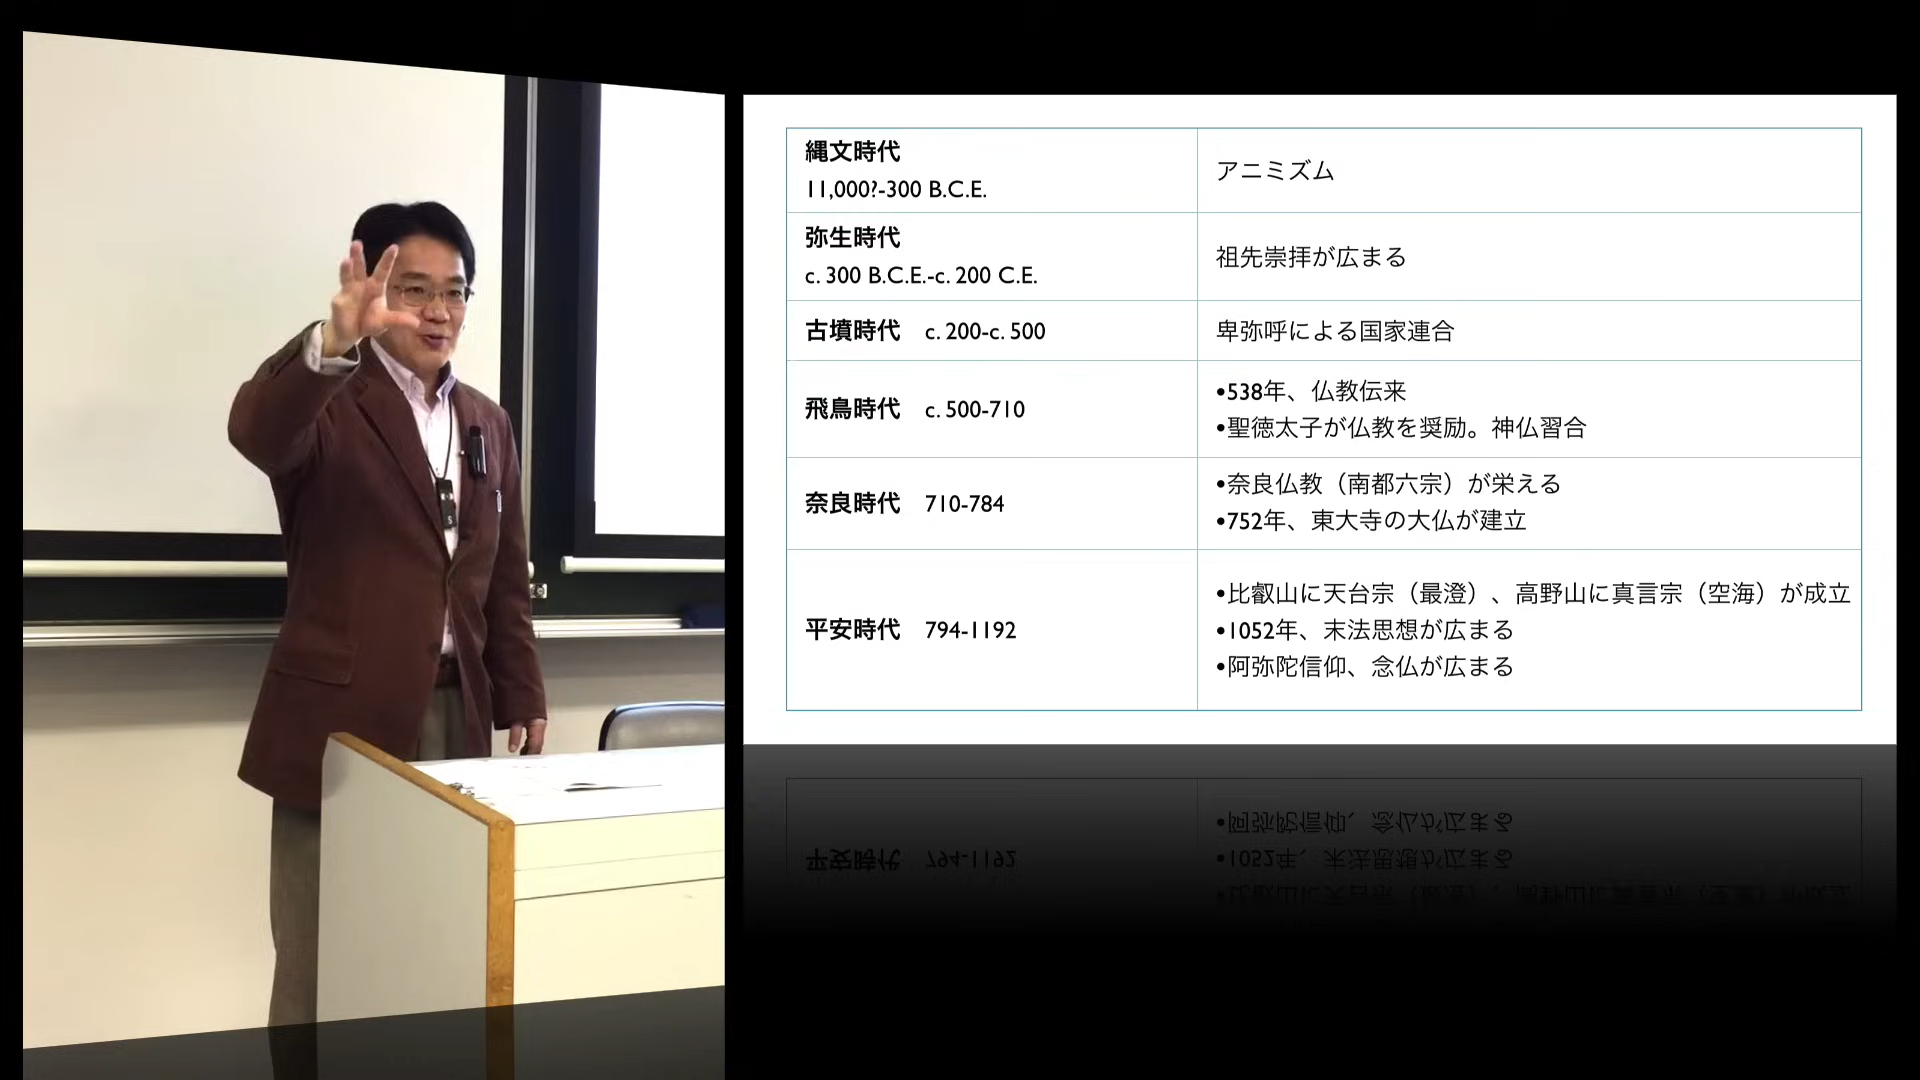 縄文時代
11,000?-300 B.C.E.
アニミズム
弥生時代
c. 300 B.C.E.-c. 200 C.E.
祖先崇拝が広まる
古墳時代 c. 200-c. 500
卑弥呼による国家連合
飛鳥時代 c. 500-710
•538年、仏教伝来
•聖徳太子が仏教を奨励。神仏習合
奈良時代 710-784
•奈良仏教（南都六宗）が栄える
•752年、東大寺の大仏が建立
平安時代 794-1192
•比叡山に天台宗（最澄）、高野山に真言宗（空海）が成立
•1052年、末法思想が広まる
•阿弥陀信仰、念仏が広まる